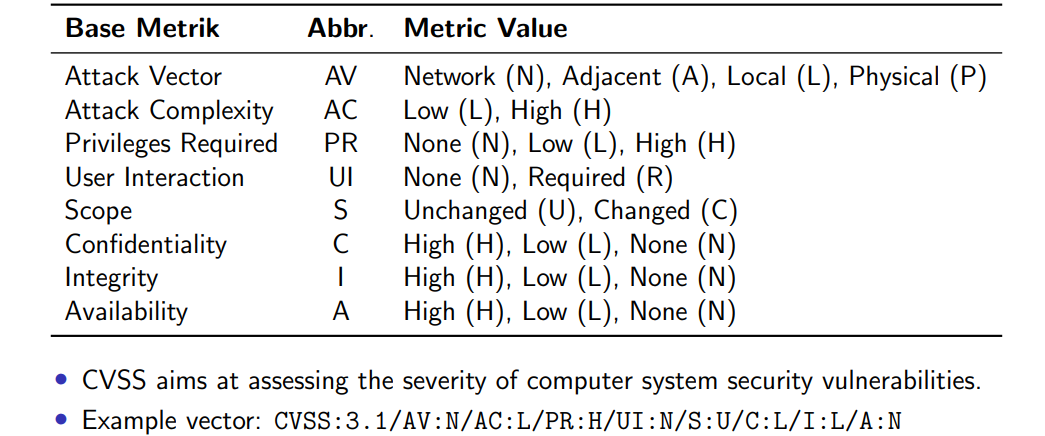 Base Metrik Abbr. Metric Value
Attack Vector AV Network (N), Adjacent (A), Local (L), Physical (P)
Attack Complexity AC Low (L), High (H)
Privileges Required PR None (N), Low (L), High (H)
User Interaction UI None (N), Required (R)
Scope S Unchanged (U), Changed (C)
Confidentiality C High (H), Low (L), None (N)
Integrity I High (H), Low (L), None (N)
Availability A High (H), Low (L), None (N)
• CVSS aims at assessing the severity of computer system security vulnerabilities.
• Example vector: CVSS:3.1/AV:N/AC:L/PR:H/UI:N/S:U/C:L/I:L/A:N